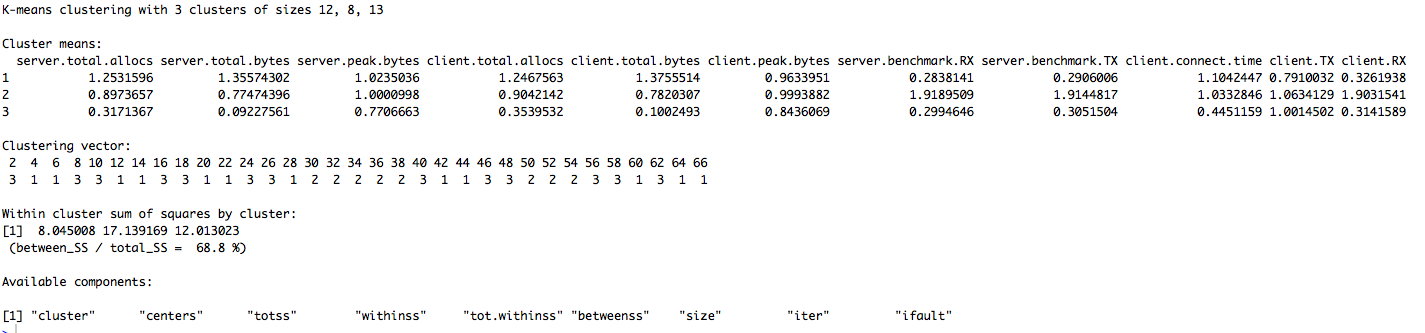 K-means clustering with 3 clusters of sizes 12, 8, 13
Cluster means:
server.total.allocs server.total.bytes server.peak.bytes client.total.allocs client.total.bytes client.peak.bytes server.benchmark.RX server.benchmark.TX client.connect.time client.TX client.RX
1 1.2531596 1.35574302 1.0235036 1.2467563 1.3755514 0.9633951 0.2838141 0.2906006 1.1042447 0.7910032 0.3261938
2 0.8973657 0.77474396 1.0000998 0.9042142 0.7820307 0.9993882 1.9189509 1.9144817 1.0332846 1.0634129 1.9031541
3 0.3171367 0.09227561 0.7706663 0.3539532 0.1002493 0.8436069 0.2994646 0.3051504 0.4451159 1.0014502 0.3141589
Clustering vector:
2 4 6 8 10 12 14 16 18 20 22 24 26 28 30 32 34 36 38 40 42 44 46 48 50 52 54 56 58 60 62 64 66
3 1 1 3 3 1 1 3 3 1 1 3 3 1 2 2 2 2 2 3 1 1 3 3 2 2 2 3 3 1 3 1 1
Within cluster sum of squares by cluster:
[1] 8.045008 17.139169 12.013023
(between_SS / total_SS = 68.8 %)
Available components:
[1] "cluster" "centers" "totss" "withinss" "tot.withinss" "betweenss" "size" "iter" "ifault"
>